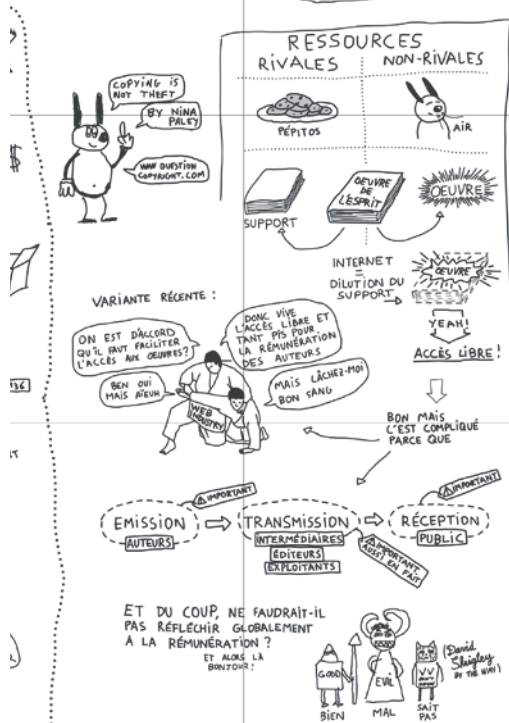 RESSOURCES
RIVALES
NON-RIVALES
COPYING IS
NOT THEFT
BY NINA
PALEY
WWW QUESTION
COPYRIGHT.COM
$
PÉPITOS
AIR
SUPPORT
OEUVRE
DE
L'ESPRIT
OEUVRE
INTERNET
=
DILUTION DU
SUPPORT
OEUVRE
YEAH!
ACCÈS LIBRE!
VARIANTE RÉCENTE :
ON EST D'ACCORD
QU'IL FAUT FACILITER
L'ACCÈS AUX OEUVRES?
DONC VIVE
L'ACCÈS LIBRE ET
TANT PIS POUR
LA RÉMUNÉRATION
DES AUTEURS
BEN OUI
MAIS AÏEUH
MAIS LÂCHEZ-MOI
BON SANG
WEB
INDUSTRY
BON MAIS
C'EST COMPLIQUÉ
PARCE QUE
⚠IMPORTANT
⚠IMPORTANT
EMISSION
AUTEURS
TRANSMISSION
INTERMÉDIAIRES
ÉDITEURS
EXPLOITANTS
RÉCEPTION
PUBLIC
⚠IMPORTANT,
AUSSI, EN FAIT
ET DU COUP, NE FAUDRAIT-IL
PAS RÉFLÉCHIR GLOBALEMENT
À LA RÉMUNÉRATION ?
ET ALORS LÀ
BONJOUR!
GOOD
EVIL
VV
BIEN
MAL
SAIT
PAS
(David
Shrigley
BY THE WAY)